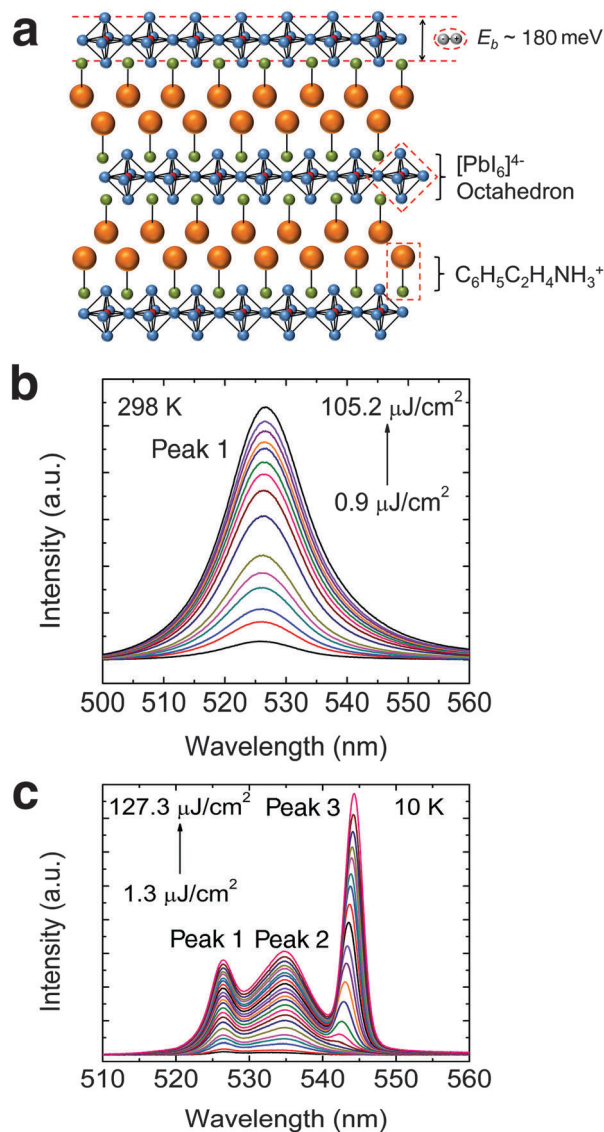 a
E_b ~ 180 meV
[PbI₆]⁴⁻
Octahedron
C₆H₅C₂H₄NH₃⁺
b
298 K
105.2 μJ/cm²
Peak 1
0.9 μJ/cm²
Intensity (a.u.)
500 510 520 530 540 550 560
Wavelength (nm)
c
127.3 μJ/cm²
Peak 3
10 K
1.3 μJ/cm²
Peak 1
Peak 2
Intensity (a.u.)
510 520 530 540 550 560
Wavelength (nm)